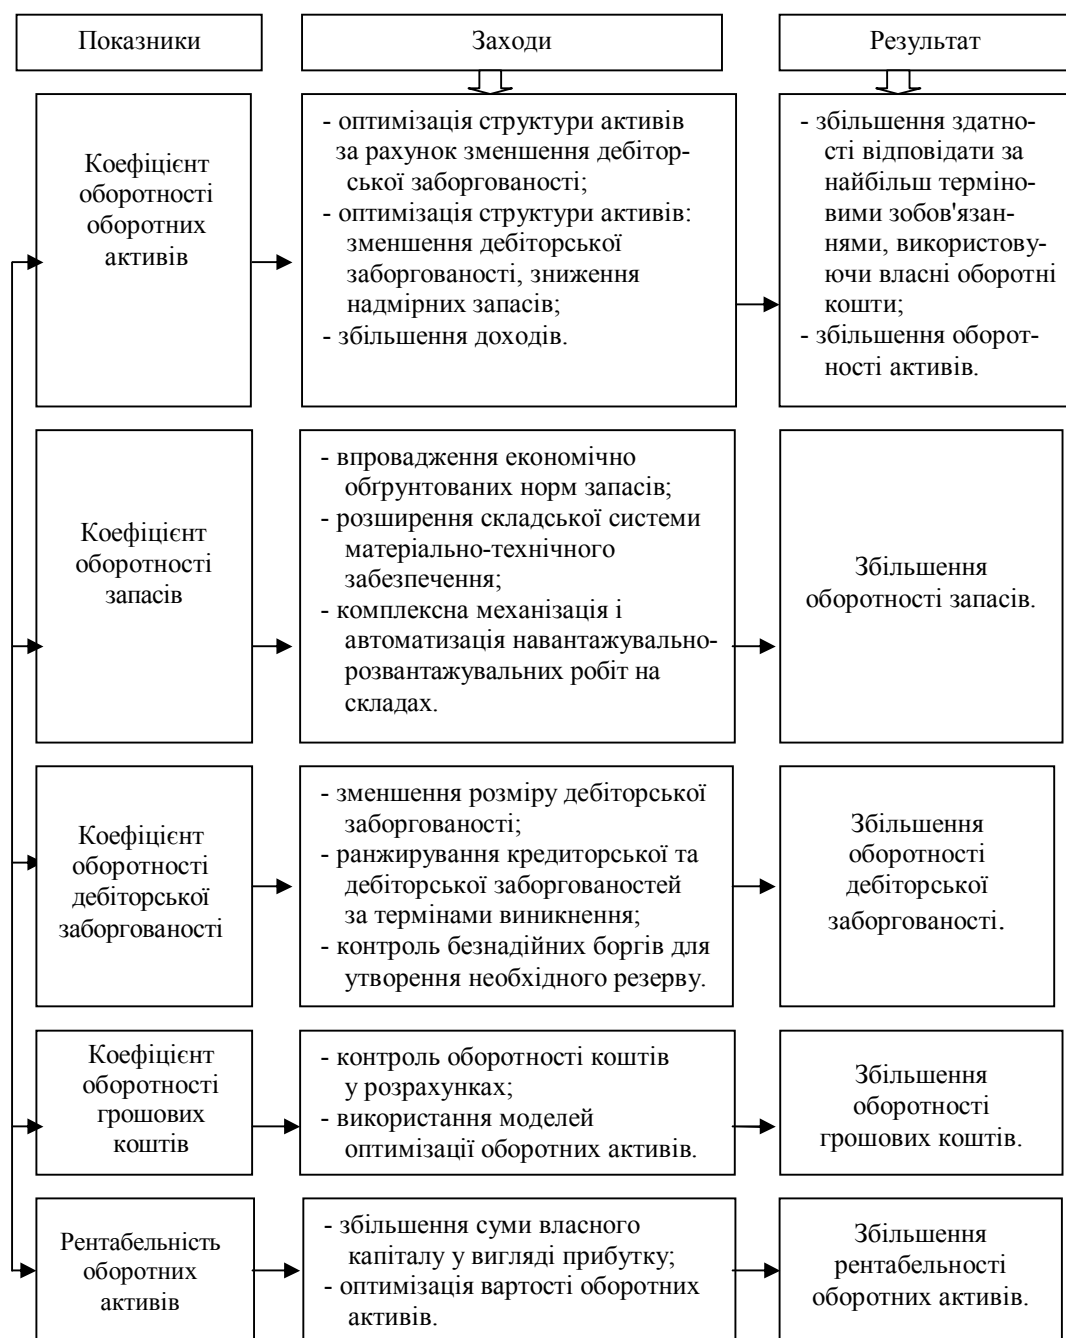 Показники
Заходи
Результат
Коефіцієнт
оборотності
оборотних
активів
- оптимізація структури активів
за рахунок зменшення дебітор-
ської заборгованості;
- оптимізація структури активів:
зменшення дебіторської
заборгованості, зниження
надмірних запасів;
- збільшення доходів.
- збільшення здатно-
сті відповідати за
найбільш терміно-
вими зобов'язан-
нями, використову-
ючи власні оборотні
кошти;
- збільшення оборот-
ності активів.
Коефіцієнт
оборотності
запасів
- впровадження економічно
обґрунтованих норм запасів;
- розширення складської системи
матеріально-технічного
забезпечення;
- комплексна механізація і
автоматизація навантажувально-
розвантажувальних робіт на
складах.
Збільшення
оборотності запасів.
Коефіцієнт
оборотності
дебіторської
заборгованості
- зменшення розміру дебіторської
заборгованості;
- ранжирування кредиторської та
дебіторської заборгованостей
за термінами виникнення;
- контроль безнадійних боргів для
утворення необхідного резерву.
Збільшення
оборотності
дебіторської
заборгованості.
Коефіцієнт
оборотності
грошових
коштів
- контроль оборотності коштів
у розрахунках;
- використання моделей
оптимізації оборотних активів.
Збільшення
оборотності
грошових коштів.
Рентабельність
оборотних
активів
- збільшення суми власного
капіталу у вигляді прибутку;
- оптимізація вартості оборотних
активів.
Збільшення
рентабельності
оборотних активів.